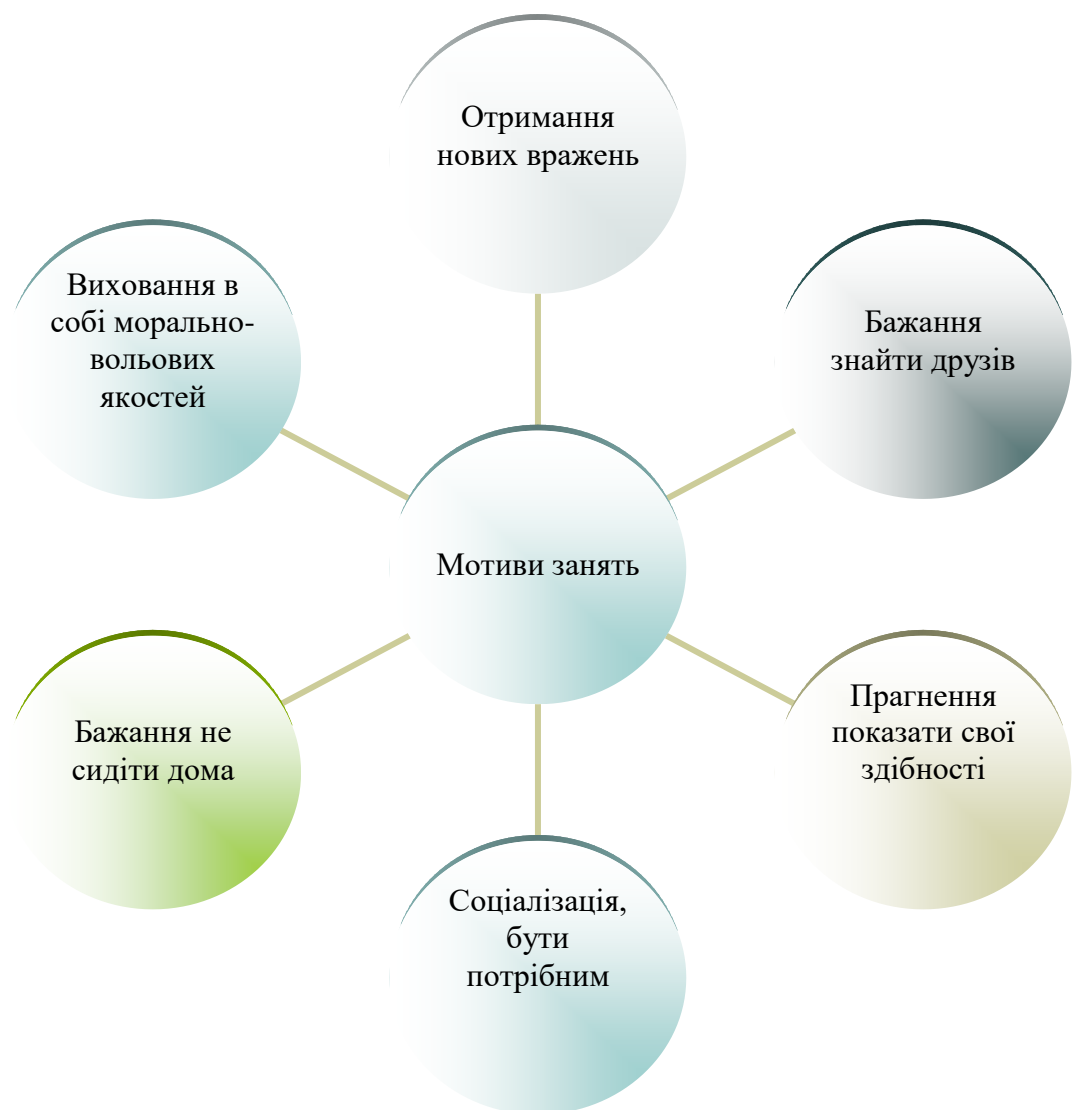 Отримання
нових вражень
Виховання в
собі морально-
вольових
якостей
Бажання
знайти друзів
Мотиви занять
Бажання не
сидіти дома
Прагнення
показати свої
здібності
Соціалізація,
бути
потрібним